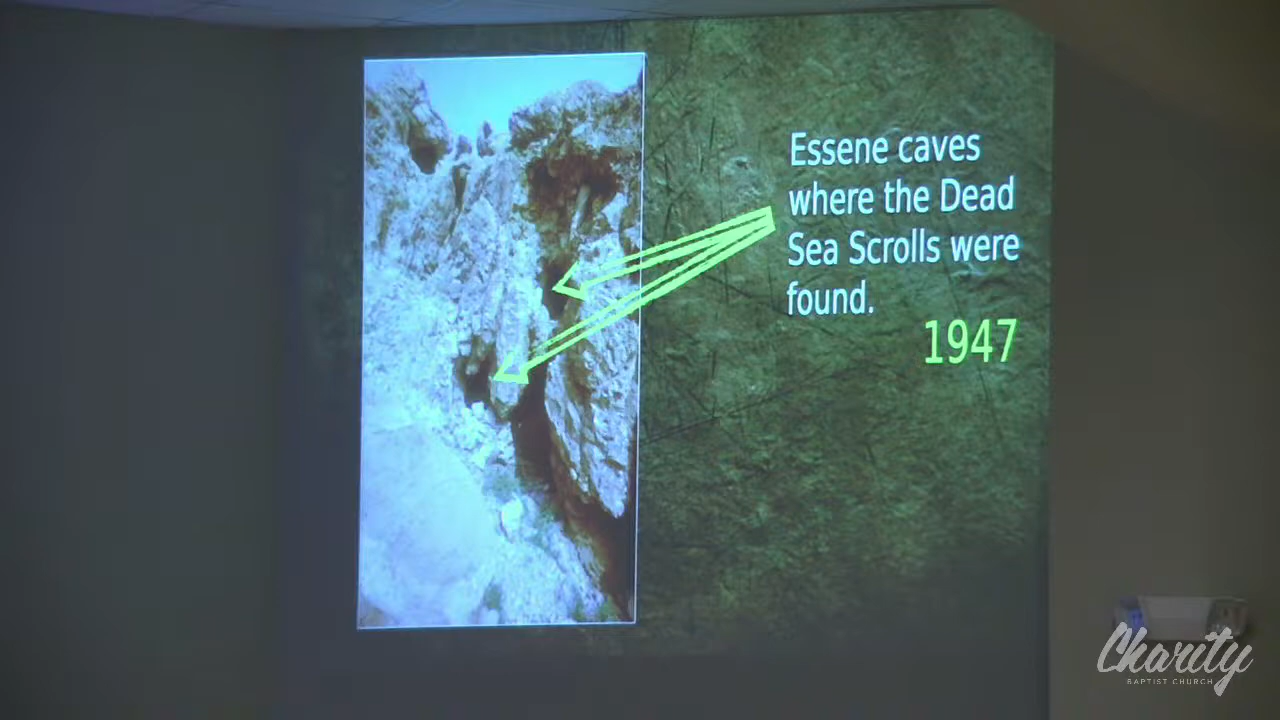 Essene caves
where the Dead
Sea Scrolls were
found.
1947
Charity
BAPTIST CHURCH